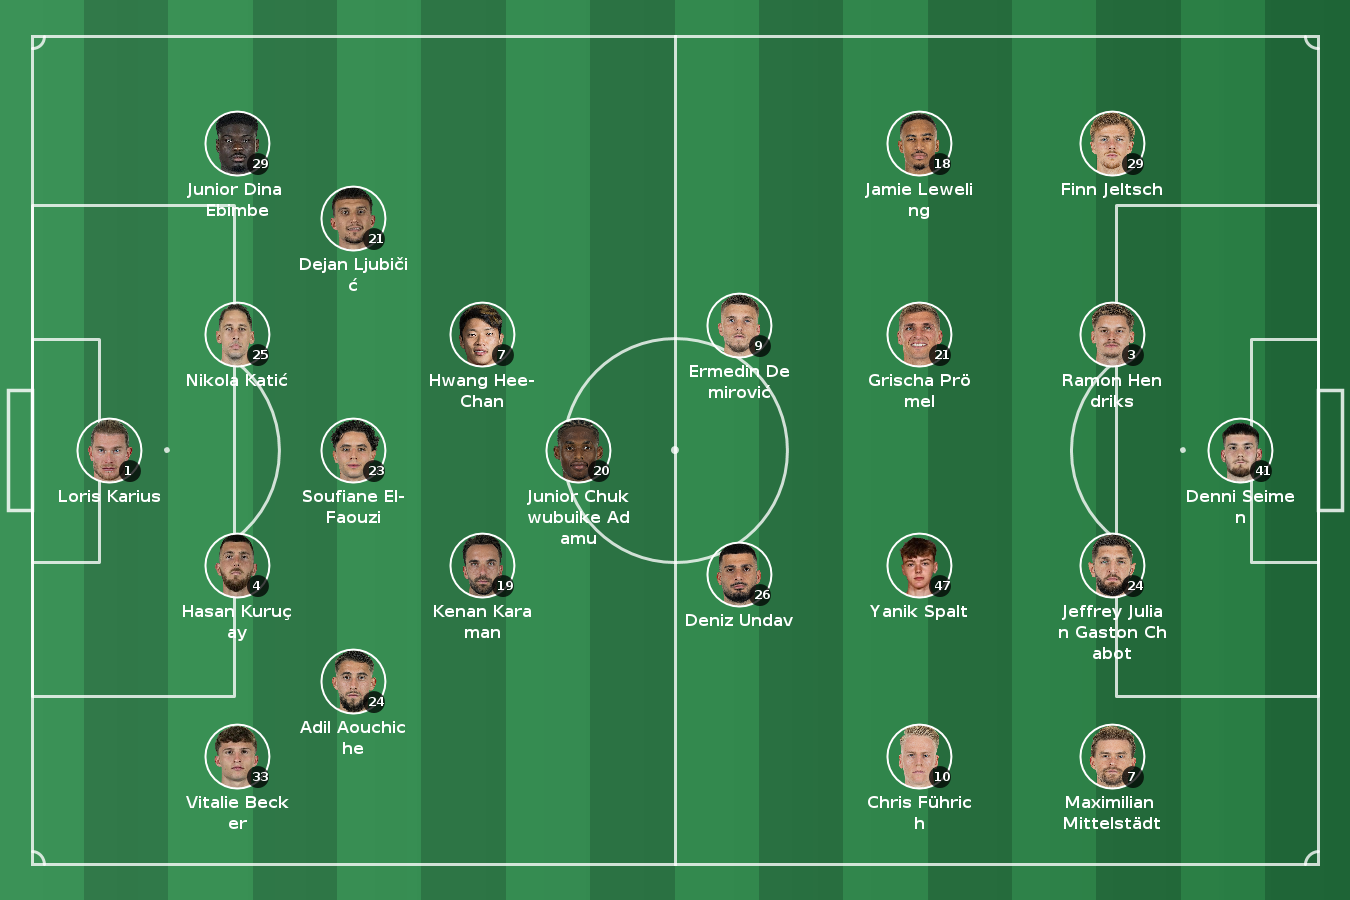 29
Junior Dina
Ebimbe
21
Dejan Ljubiči
ć
25
Nikola Katić
7
Hwang Hee-
Chan
1
Loris Karius
23
Soufiane El-
Faouzi
20
Junior Chuk
wubuike Ad
amu
4
Hasan Kuruç
ay
19
Kenan Kara
man
24
Adil Aouchic
he
33
Vitalie Beck
er
18
Jamie Leweli
ng
29
Finn Jeltsch
9
Ermedin De
mirović
21
Grischa Prö
mel
3
Ramon Hen
driks
41
Denni Seime
n
26
Deniz Undav
47
Yanik Spalt
24
Jeffrey Julia
n Gaston Ch
abot
10
Chris Führic
h
7
Maximilian
Mittelstädt